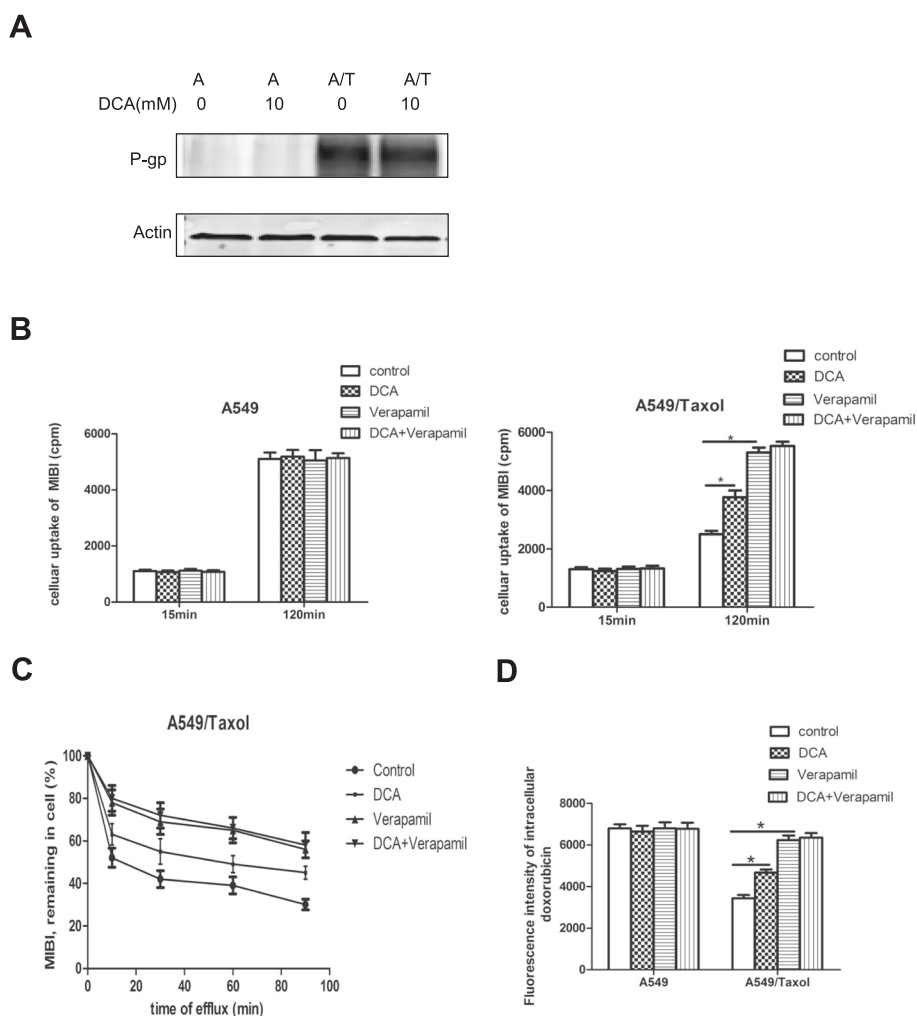 A
A A A/T A/T
DCA(mM) 0 10 0 10
P-gp
Actin
B
A549
control
DCA
Verapamil
DCA+Verapamil
celluar uptake of MIBI (cpm)
6000
4000
2000
0
15min 120min
A549/Taxol
control
DCA
Verapamil
DCA+Verapamil
celluar uptake of MIBI (cpm)
6000
4000
2000
0
* 
*
15min 120min
C
A549/Taxol
MIBI, remaining in cell (%)
100
80
60
40
20
0
0 20 40 60 80 100
time of efflux (min)
Control
DCA
Verapamil
DCA+Verapamil
D
control
DCA
Verapamil
DCA+Verapamil
Fluorescence intensity of intracellular
doxorubicin
8000
6000
4000
2000
0
*
*
A549 A549/Taxol